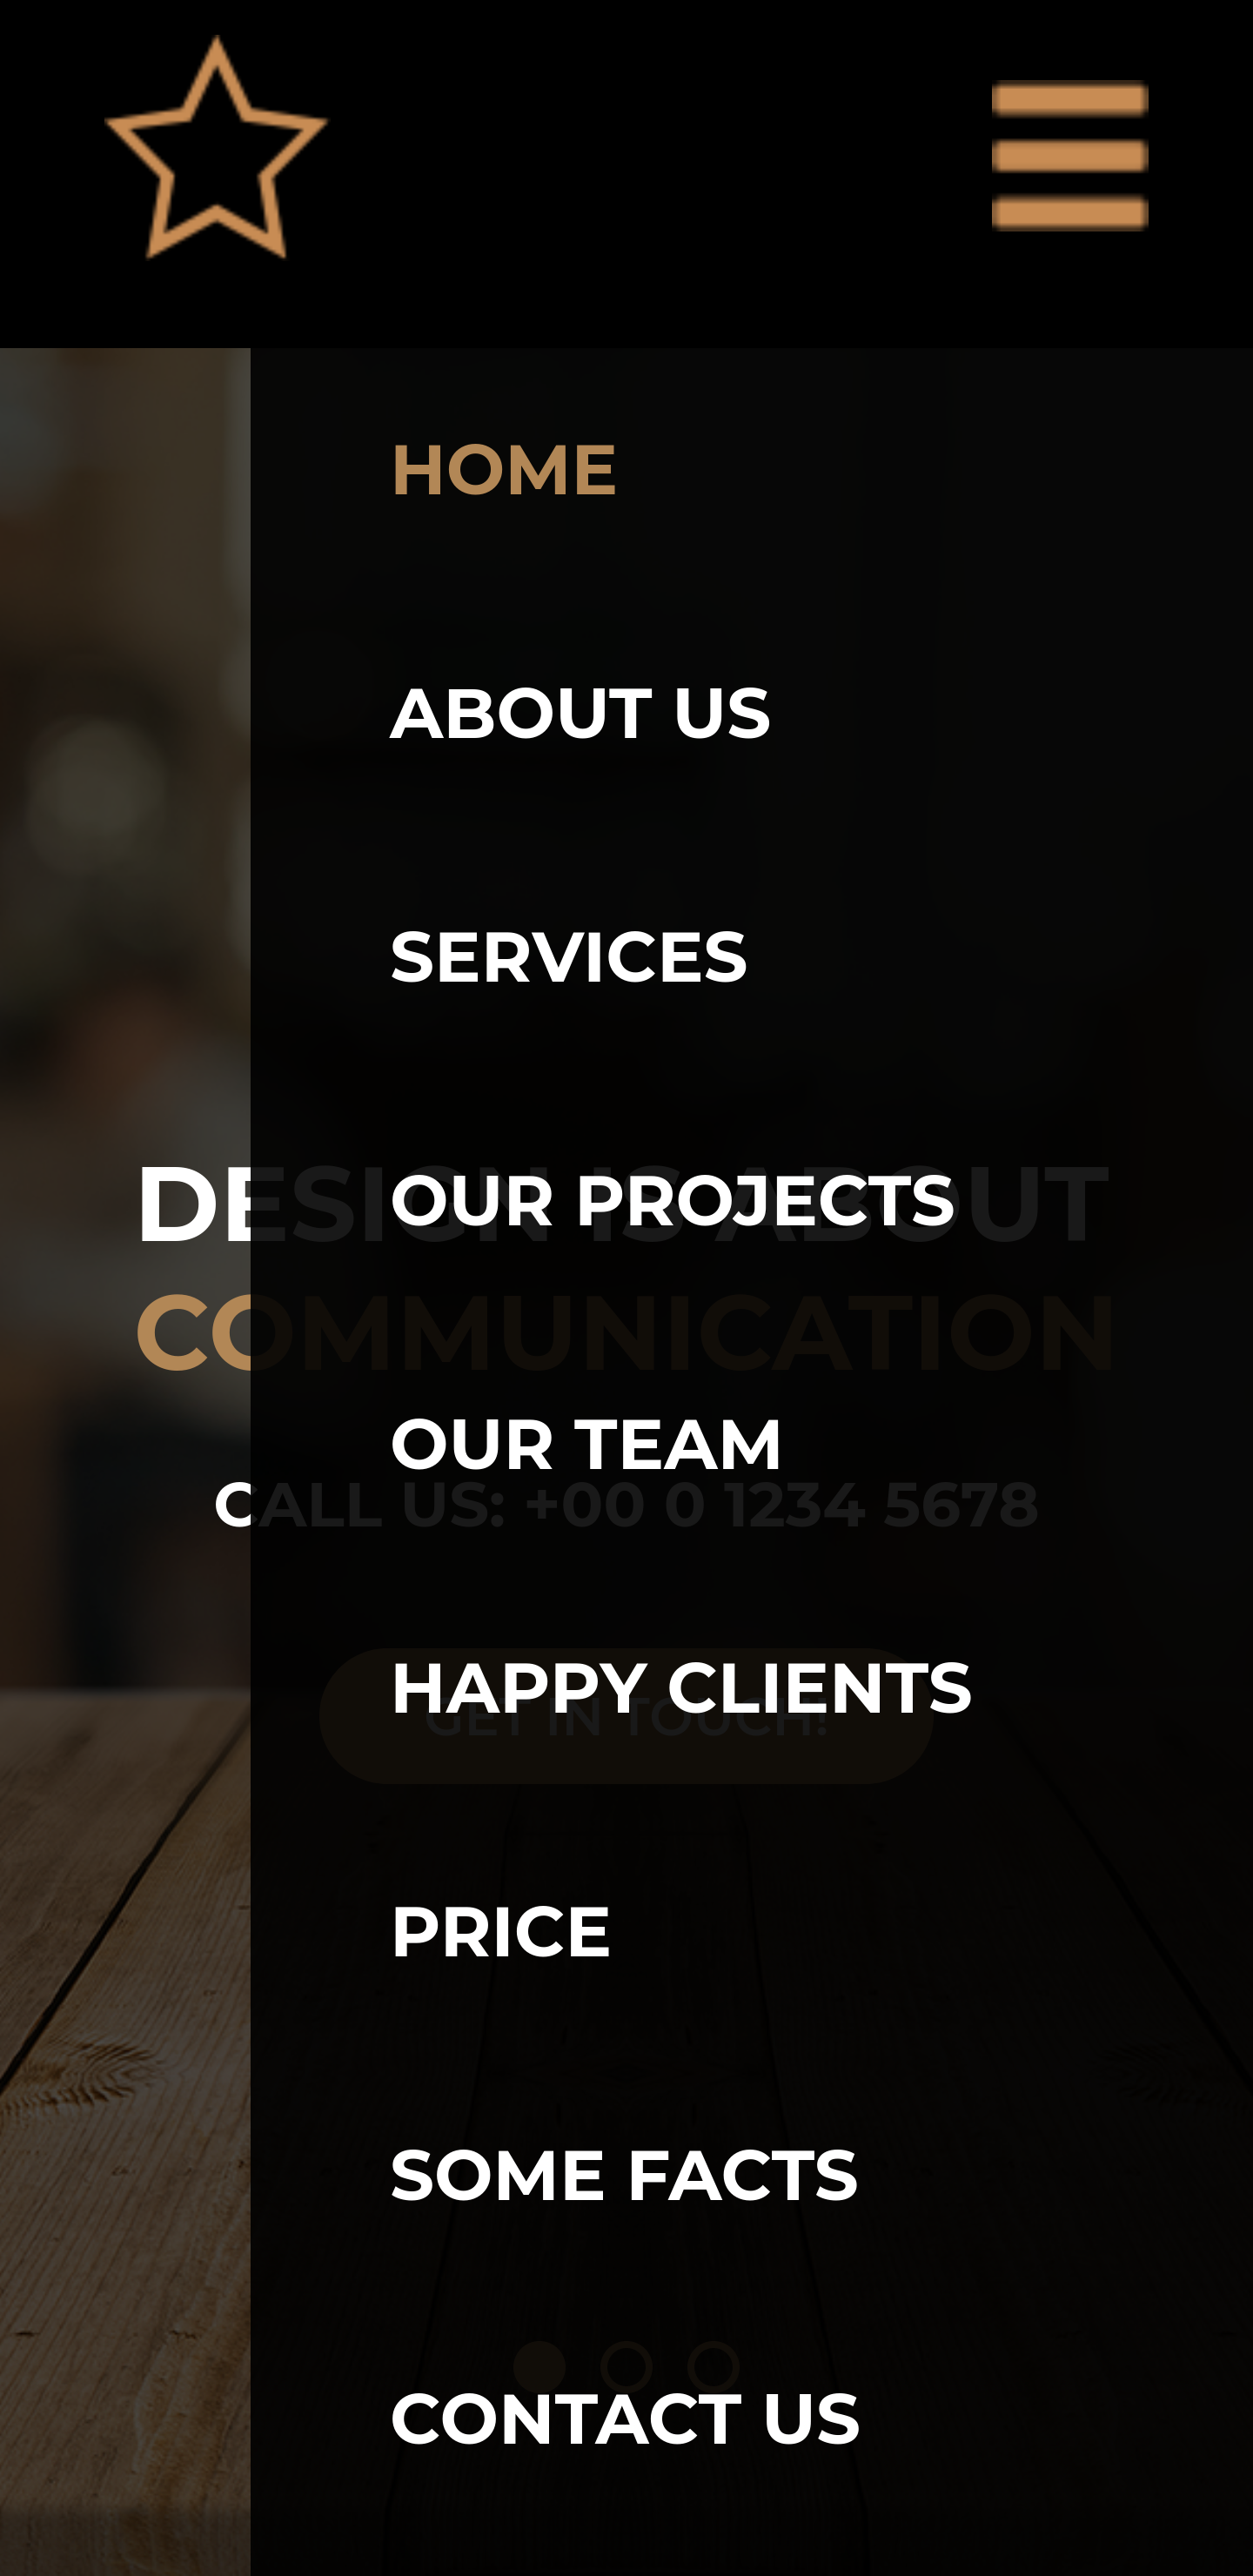 HOME
ABOUT US
SERVICES
OUR PROJECTS
DESIGN IS ABOUT
COMMUNICATION
OUR TEAM
CALL US: +00 0 1234 5678
HAPPY CLIENTS
GET IN TOUCH!
PRICE
SOME FACTS
CONTACT US